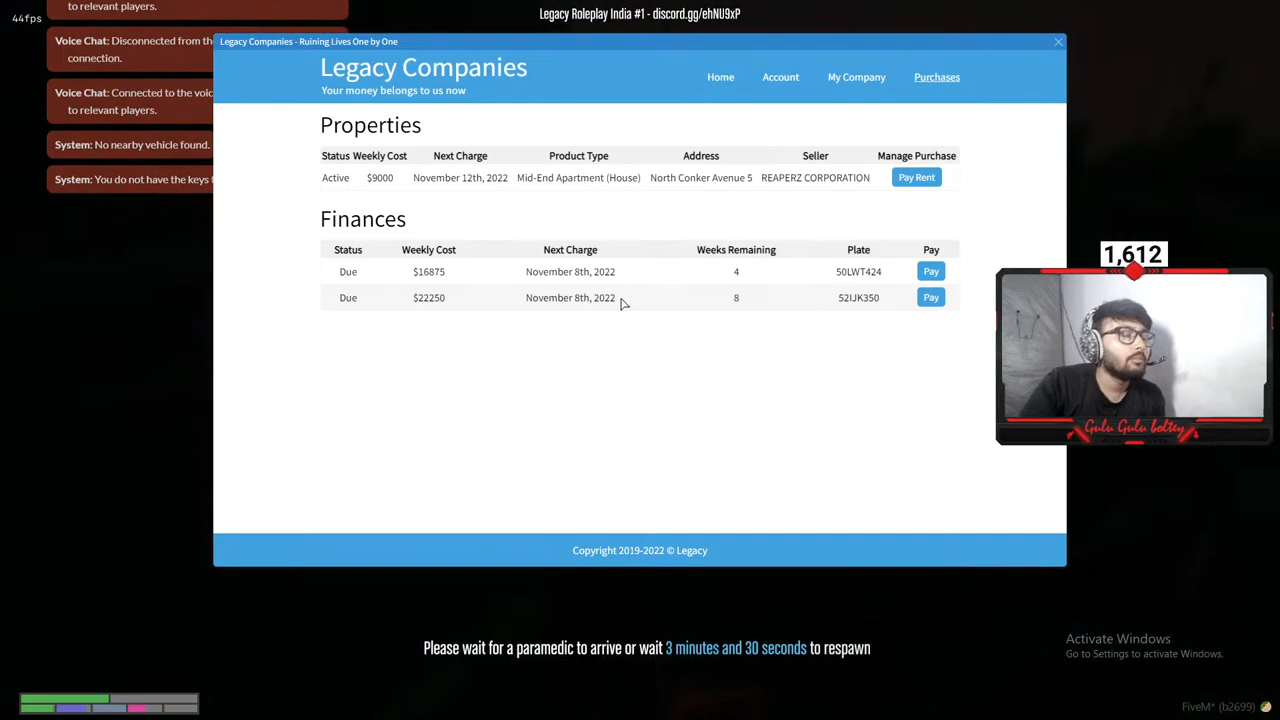 to relevant players.
44fps
Legacy Roleplay India #1 - discord.gg/ehNU9xP
Voice Chat: Disconnected from the
connection.
Voice Chat: Connected to the voic
to relevant players.
System: No nearby vehicle found.
System: You do not have the keys
Legacy Companies - Ruining Lives One by One
Legacy Companies
Your money belongs to us now
Home Account My Company Purchases
Properties
Status Weekly Cost Next Charge Product Type Address Seller Manage Purchase
Active $9000 November 12th, 2022 Mid-End Apartment (House) North Conker Avenue 5 REAPERZ CORPORATION Pay Rent
Finances
Status Weekly Cost Next Charge Weeks Remaining Plate Pay
Due $16875 November 8th, 2022 4 50LWT424 Pay
Due $22250 November 8th, 2022 8 52IJK350 Pay
Copyright 2019-2022 © Legacy
1,612
Gulu Gulu boltey
Please wait for a paramedic to arrive or wait 3 minutes and 30 seconds to respawn
Activate Windows
Go to Settings to activate Windows.
FiveM* (b2699)